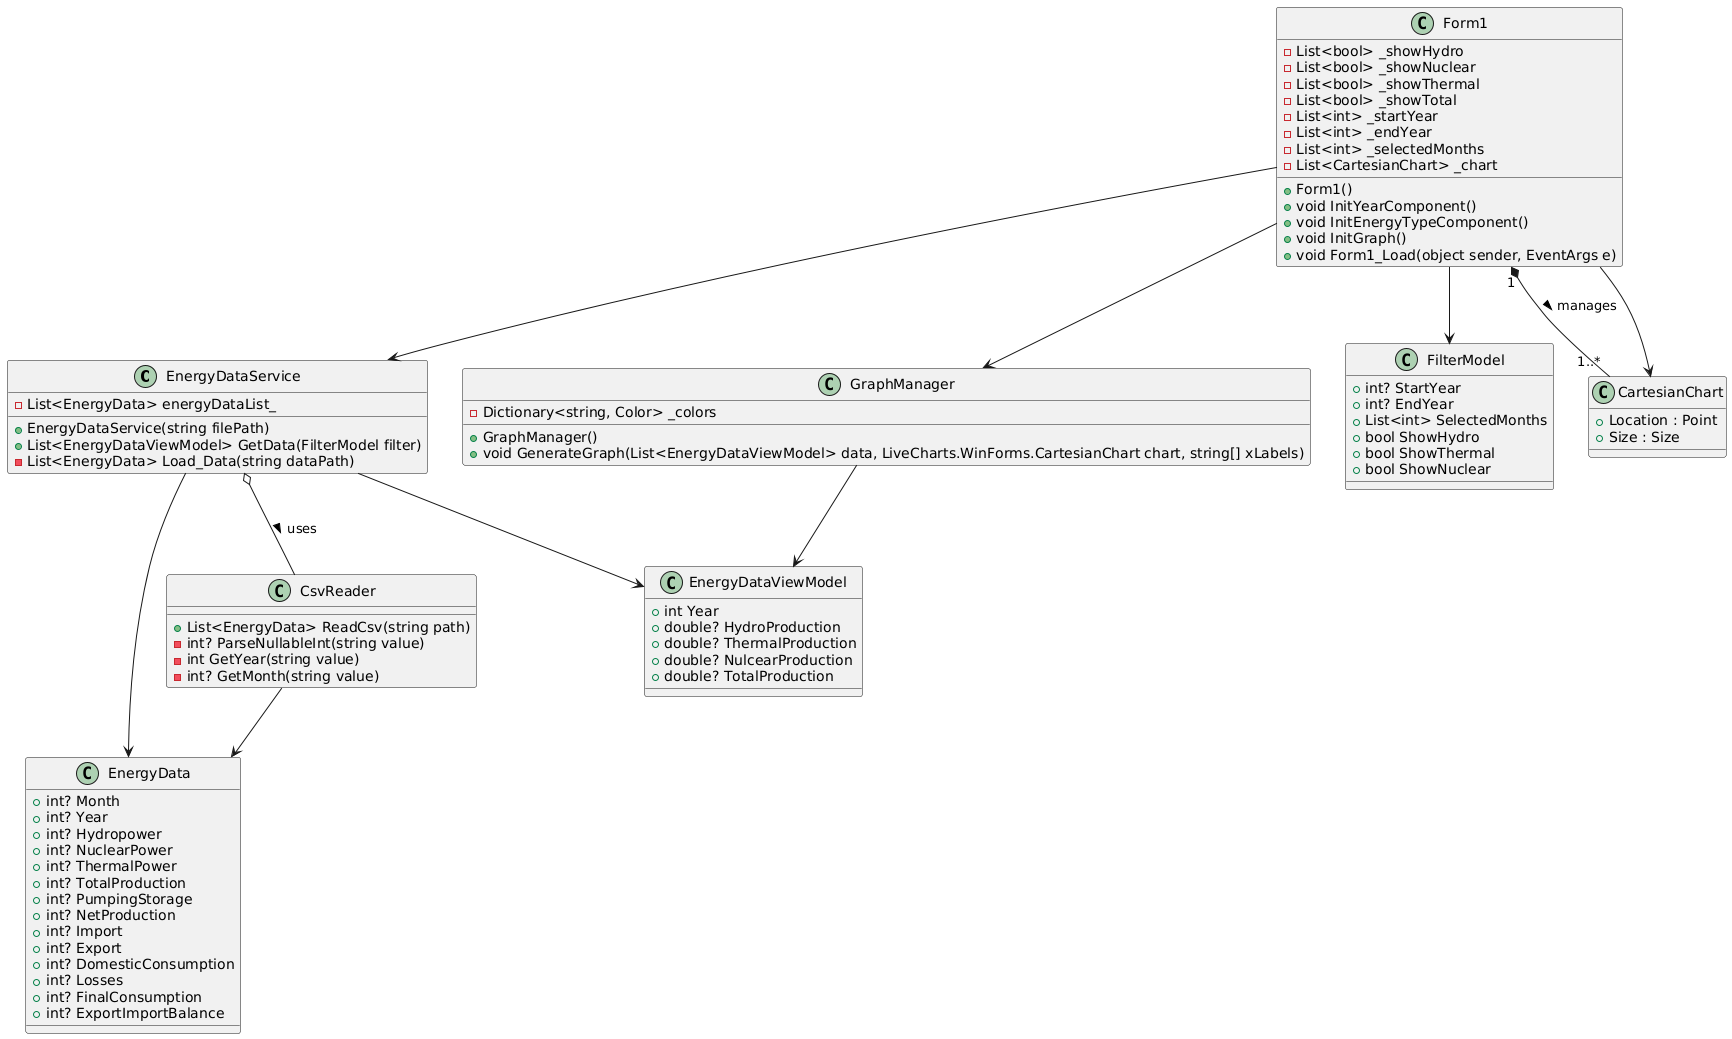 C Form1
List<bool> _showHydro
List<bool> _showNuclear
List<bool> _showThermal
List<bool> _showTotal
List<int> _startYear
List<int> _endYear
List<int> _selectedMonths
List<CartesianChart> _chart
Form1()
void InitYearComponent()
void InitEnergyTypeComponent()
void InitGraph()
void Form1_Load(object sender, EventArgs e)
1
manages
1..*
C EnergyDataService
List<EnergyData> energyDataList_
EnergyDataService(string filePath)
List<EnergyDataViewModel> GetData(FilterModel filter)
List<EnergyData> Load_Data(string dataPath)
C GraphManager
Dictionary<string, Color> _colors
GraphManager()
void GenerateGraph(List<EnergyDataViewModel> data, LiveCharts.WinForms.CartesianChart chart, string[] xLabels)
C FilterModel
int? StartYear
int? EndYear
List<int> SelectedMonths
bool ShowHydro
bool ShowThermal
bool ShowNuclear
C CartesianChart
Location : Point
Size : Size
uses
C CsvReader
List<EnergyData> ReadCsv(string path)
int? ParseNullableInt(string value)
int GetYear(string value)
int? GetMonth(string value)
C EnergyDataViewModel
int Year
double? HydroProduction
double? ThermalProduction
double? NulcearProduction
double? TotalProduction
C EnergyData
int? Month
int? Year
int? Hydropower
int? NuclearPower
int? ThermalPower
int? TotalProduction
int? PumpingStorage
int? NetProduction
int? Import
int? Export
int? DomesticConsumption
int? Losses
int? FinalConsumption
int? ExportImportBalance